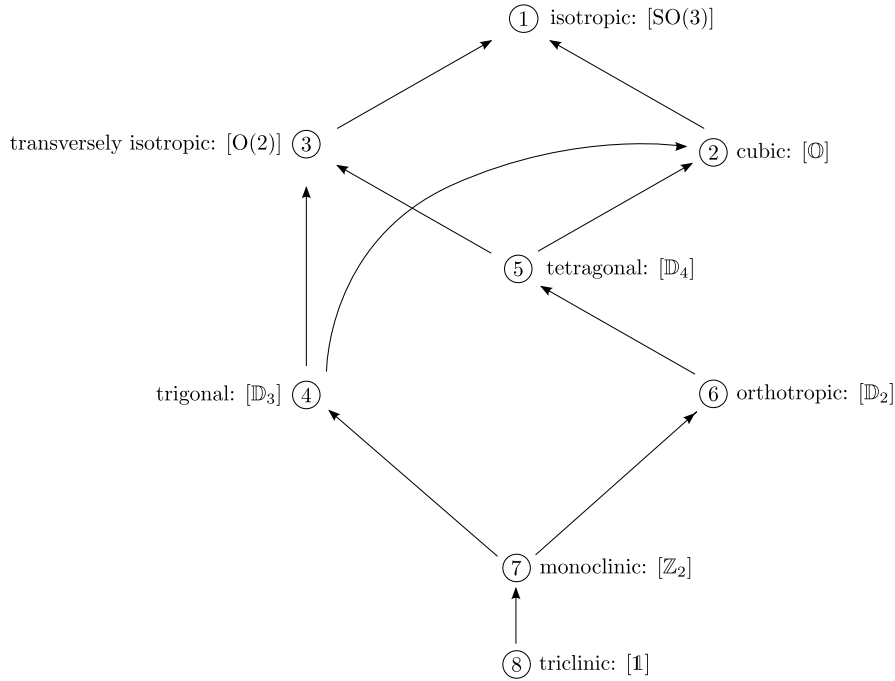 ① isotropic: [SO(3)]
transversely isotropic: [O(2)] ③
② cubic: [𝕆]
⑤ tetragonal: [𝔻₄]
trigonal: [𝔻₃] ④
⑥ orthotropic: [𝔻₂]
⑦ monoclinic: [ℤ₂]
⑧ triclinic: [𝟙]